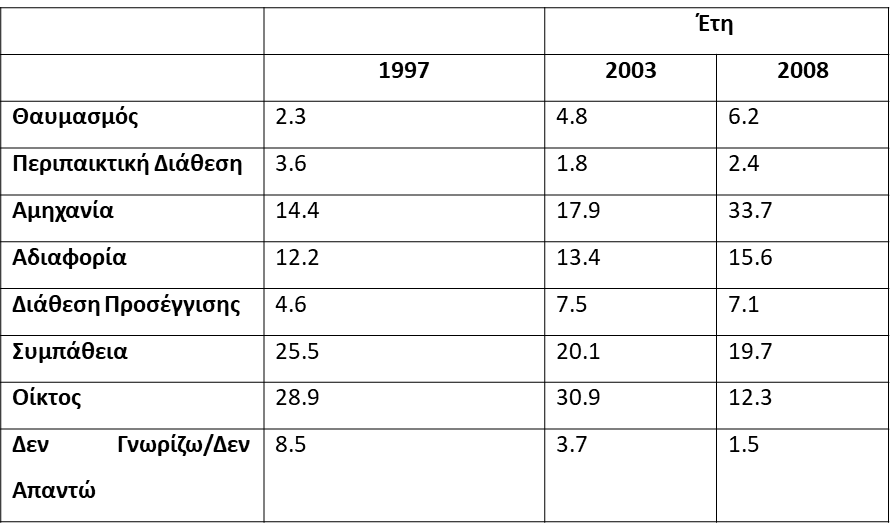 Έτη
1997 2003 2008
Θαυμασμός 2.3 4.8 6.2
Περιπαικτική Διάθεση 3.6 1.8 2.4
Αμηχανία 14.4 17.9 33.7
Αδιαφορία 12.2 13.4 15.6
Διάθεση Προσέγγισης 4.6 7.5 7.1
Συμπάθεια 25.5 20.1 19.7
Οίκτος 28.9 30.9 12.3
Δεν Γνωρίζω/Δεν 8.5 3.7 1.5
Απαντώ